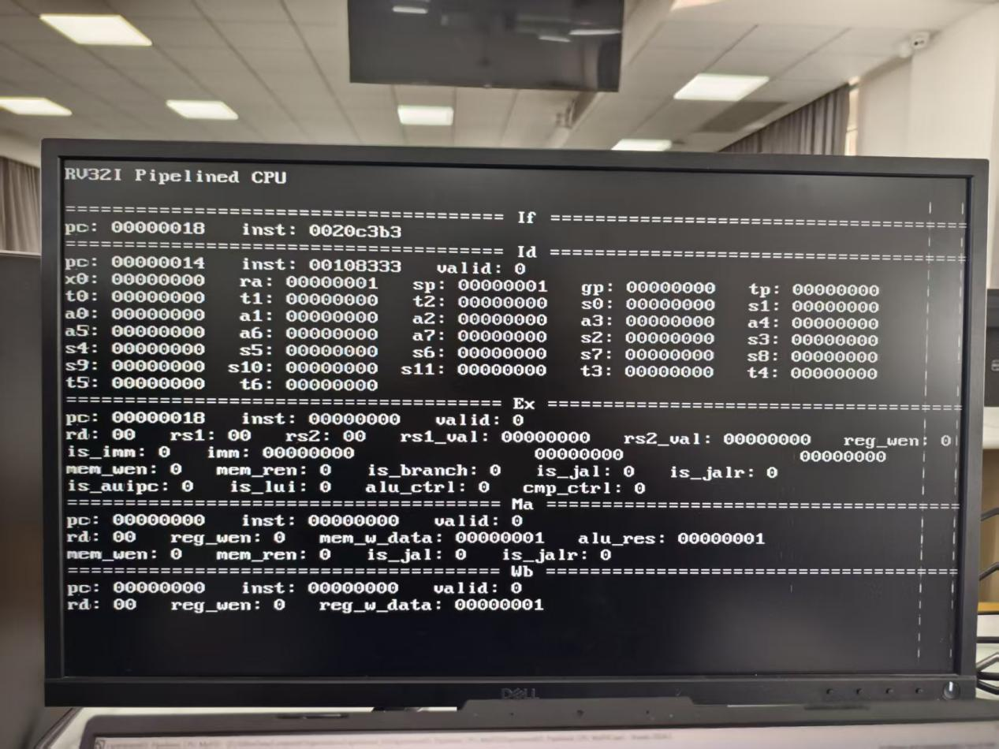 RV32I Pipelined CPU
===================================== If =====================================
pc: 00000018 inst: 0020c3b3
===================================== Id =====================================
pc: 00000014 inst: 00108333 valid: 0
x0: 00000000 ra: 00000001 sp: 00000001 gp: 00000000 tp: 00000000
t0: 00000000 t1: 00000000 t2: 00000000 s0: 00000000 s1: 00000000
a0: 00000000 a1: 00000000 a2: 00000000 a3: 00000000 a4: 00000000
a5: 00000000 a6: 00000000 a7: 00000000 s2: 00000000 s3: 00000000
s4: 00000000 s5: 00000000 s6: 00000000 s7: 00000000 s8: 00000000
s9: 00000000 s10: 00000000 s11: 00000000 t3: 00000000 t4: 00000000
t5: 00000000 t6: 00000000
===================================== Ex =====================================
pc: 00000018 inst: 00000000 valid: 0
rd: 00 rs1: 00 rs2: 00 rs1_val: 00000000 rs2_val: 00000000 reg_wen: 0
is_imm: 0 imm: 00000000 00000000 00000000
mem_wen: 0 mem_ren: 0 is_branch: 0 is_jal: 0 is_jalr: 0
is_auipc: 0 is_lui: 0 alu_ctrl: 0 cmp_ctrl: 0
===================================== Ma =====================================
pc: 00000000 inst: 00000000 valid: 0
rd: 00 reg_wen: 0 mem_w_data: 00000001 alu_res: 00000001
mem_wen: 0 mem_ren: 0 is_jal: 0 is_jalr: 0
===================================== Wb =====================================
pc: 00000000 inst: 00000000 valid: 0
rd: 00 reg_wen: 0 reg_w_data: 00000001
DELL